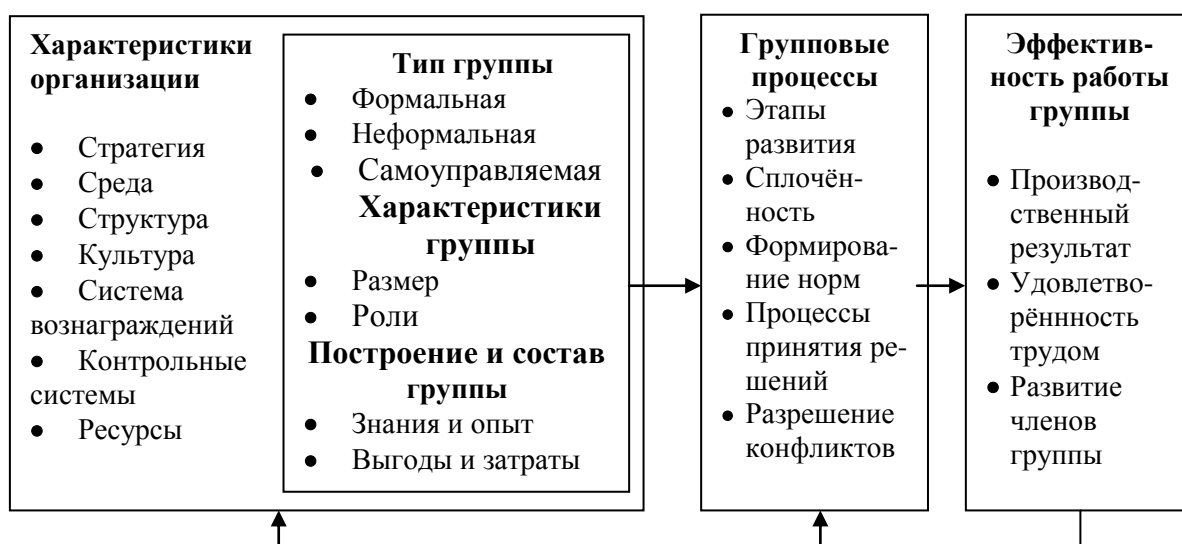 Характеристики
организации
● Стратегия
● Среда
● Структура
● Культура
● Система
вознаграждений
● Контрольные
системы
● Ресурсы
Тип группы
● Формальная
● Неформальная
● Самоуправляемая
Характеристики
группы
● Размер
● Роли
Построение и состав
группы
● Знания и опыт
● Выгоды и затраты
Групповые
процессы
● Этапы
развития
● Сплочён-
ность
● Формирова-
ние норм
● Процессы
принятия ре-
шений
● Разрешение
конфликтов
Эффектив-
ность работы
группы
● Производ-
ственный
результат
● Удовлетво-
рённность
трудом
● Развитие
членов
группы